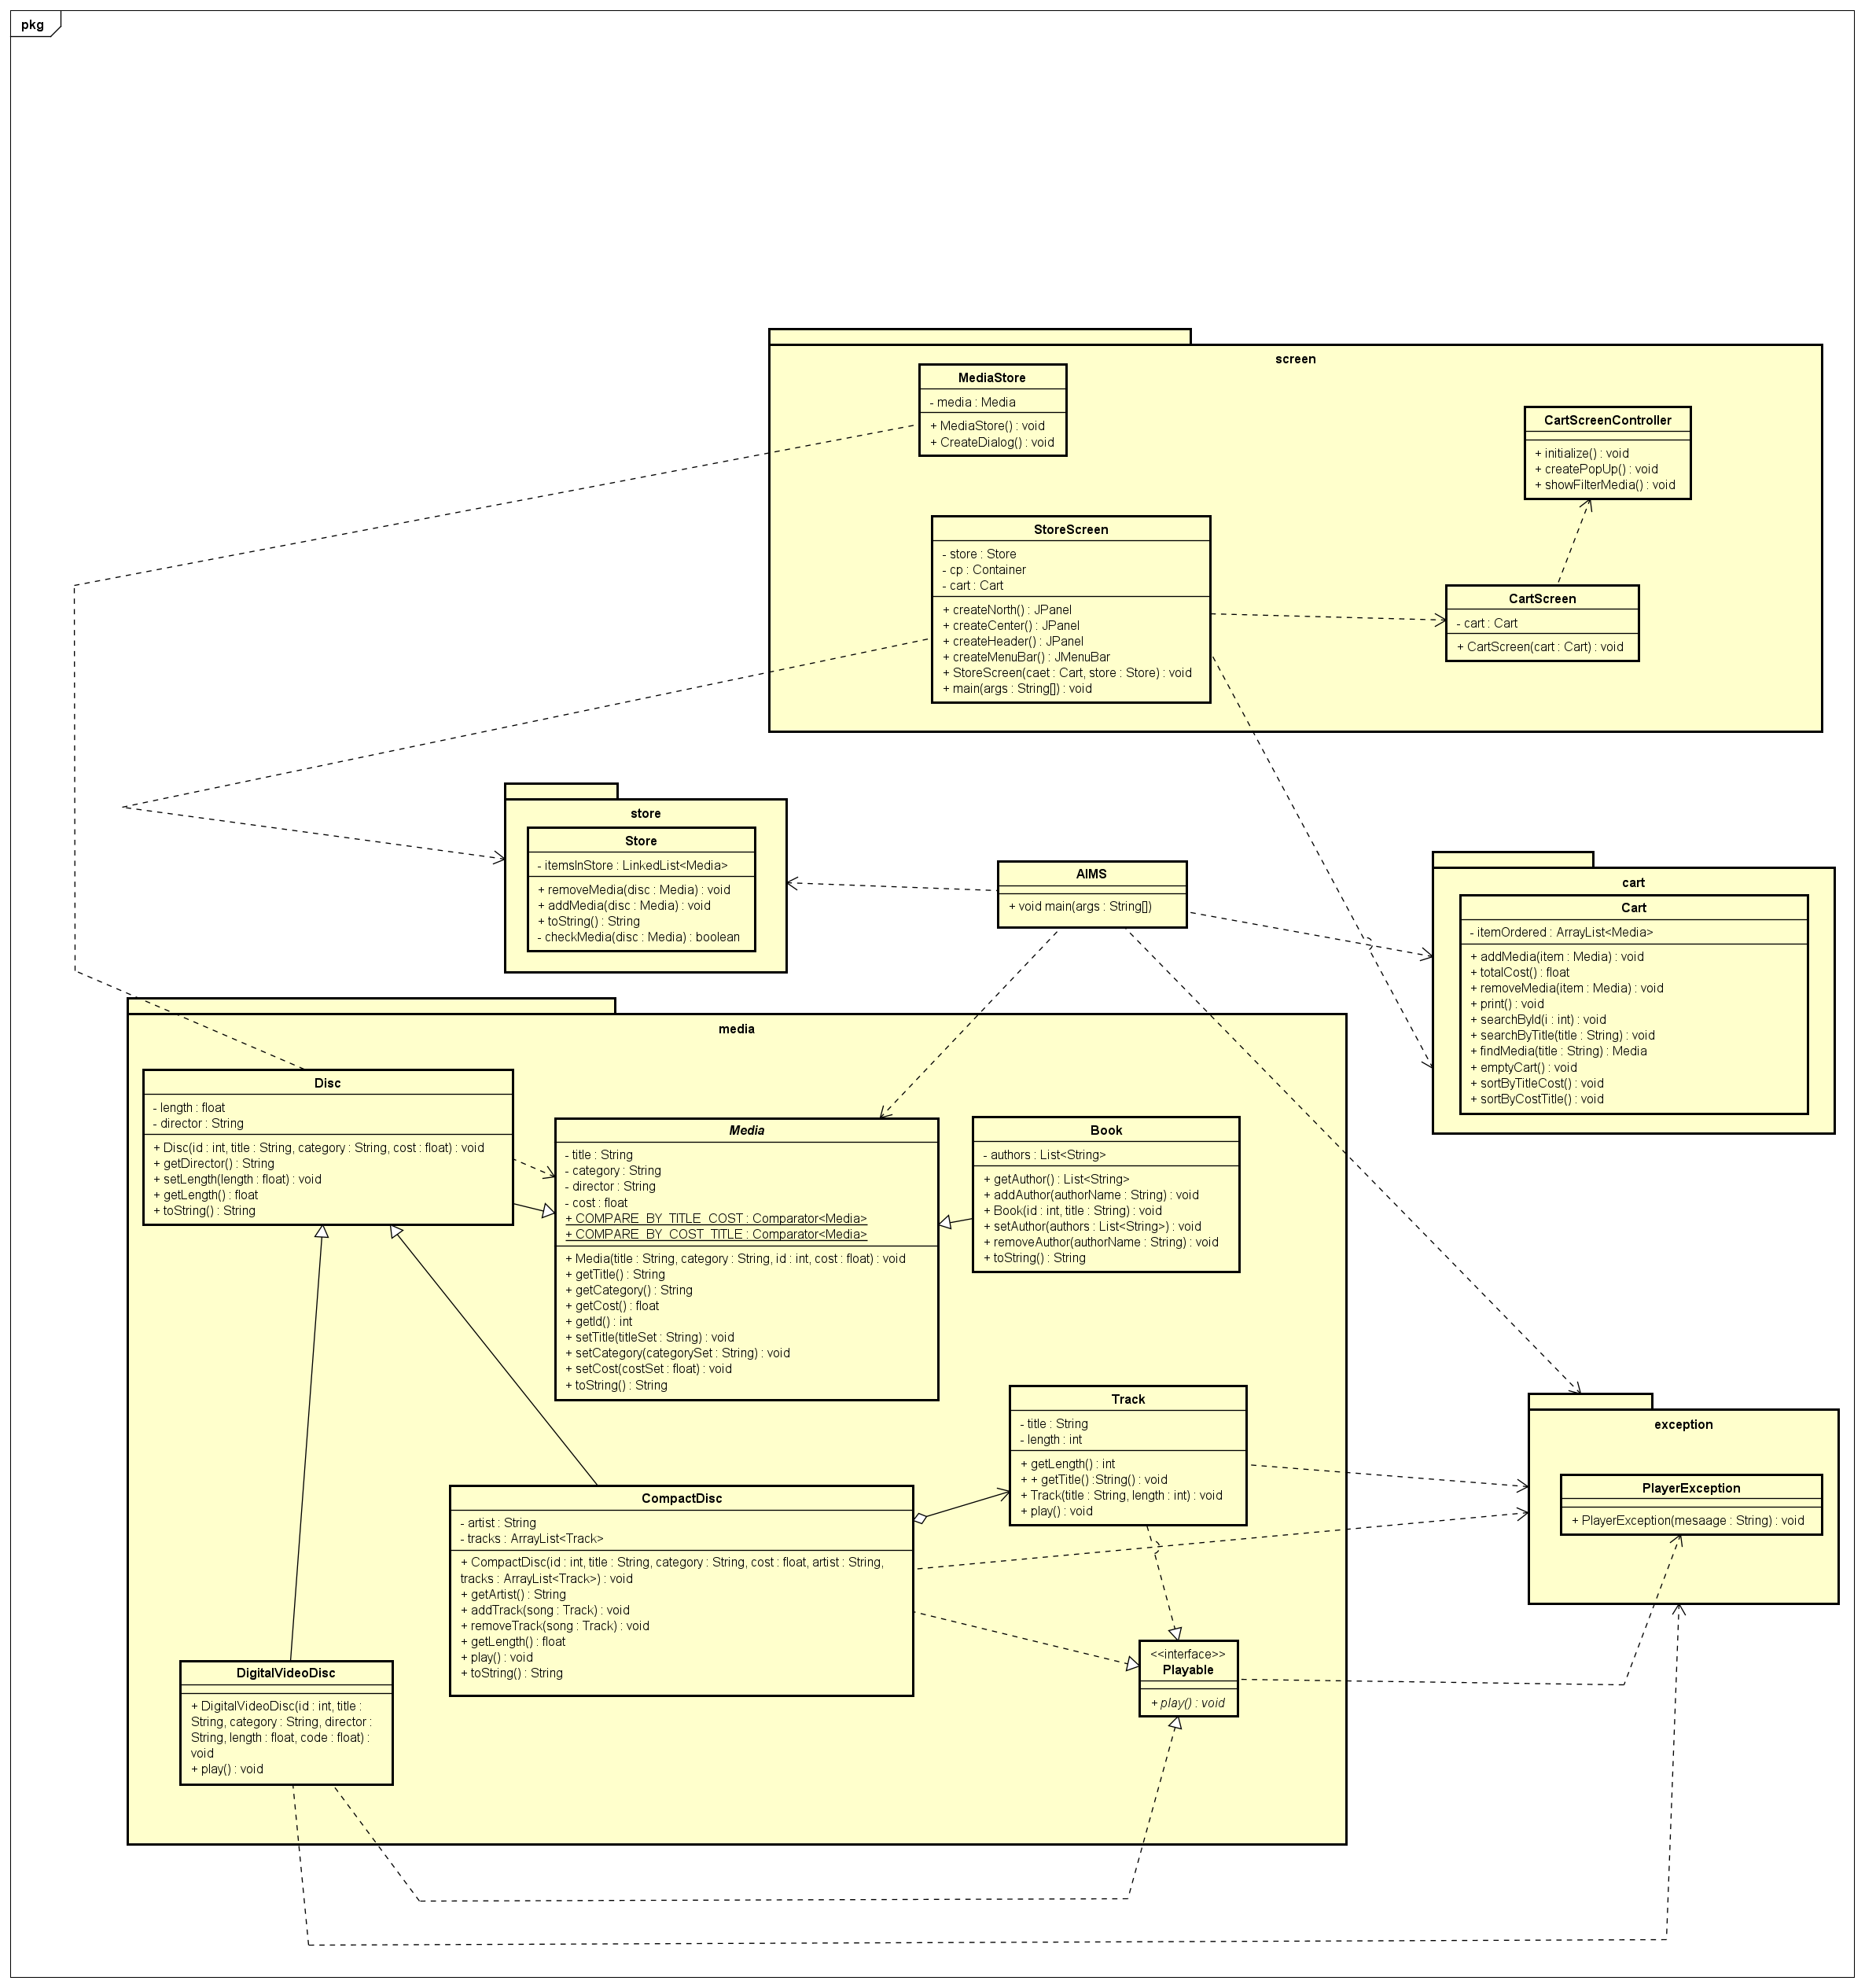 pkg
screen
MediaStore
- media : Media
+ MediaStore() : void
+ CreateDialog() : void
CartScreenController
+ initialize() : void
+ createPopUp() : void
+ showFilterMedia() : void
StoreScreen
- store : Store
- cp : Container
- cart : Cart
+ createNorth() : JPanel
+ createCenter() : JPanel
+ createHeader() : JPanel
+ createMenuBar() : JMenuBar
+ StoreScreen(caet : Cart, store : Store) : void
+ main(args : String[]) : void
CartScreen
- cart : Cart
+ CartScreen(cart : Cart) : void
store
Store
- itemsInStore : LinkedList<Media>
+ removeMedia(disc : Media) : void
+ addMedia(disc : Media) : void
+ toString() : String
- checkMedia(disc : Media) : boolean
AIMS
+ void main(args : String[])
cart
Cart
- itemOrdered : ArrayList<Media>
+ addMedia(item : Media) : void
+ totalCost() : float
+ removeMedia(item : Media) : void
+ print() : void
+ searchById(i : int) : void
+ searchByTitle(title : String) : void
+ findMedia(title : String) : Media
+ emptyCart() : void
+ sortByTitleCost() : void
+ sortByCostTitle() : void
media
Disc
- length : float
- director : String
+ Disc(id : int, title : String, category : String, cost : float) : void
+ getDirector() : String
+ setLength(length : float) : void
+ getLength() : float
+ toString() : String
Media
- title : String
- category : String
- director : String
- cost : float
+ COMPARE_BY_TITLE_COST : Comparator<Media>
+ COMPARE_BY_COST_TITLE : Comparator<Media>
+ Media(title : String, category : String, id : int, cost : float) : void
+ getTitle() : String
+ getCategory() : String
+ getCost() : float
+ getId() : int
+ setTitle(titleSet : String) : void
+ setCategory(categorySet : String) : void
+ setCost(costSet : float) : void
+ toString() : String
Book
- authors : List<String>
+ getAuthor() : List<String>
+ addAuthor(authorName : String) : void
+ Book(id : int, title : String) : void
+ setAuthor(authors : List<String>) : void
+ removeAuthor(authorName : String) : void
+ toString() : String
Track
- title : String
- length : int
+ getLength() : int
+ + getTitle() :String() : void
+ Track(title : String, length : int) : void
+ play() : void
exception
PlayerException
+ PlayerException(mesaage : String) : void
CompactDisc
- artist : String
- tracks : ArrayList<Track>
+ CompactDisc(id : int, title : String, category : String, cost : float, artist : String,
tracks : ArrayList<Track>) : void
+ getArtist() : String
+ addTrack(song : Track) : void
+ removeTrack(song : Track) : void
+ getLength() : float
+ play() : void
+ toString() : String
<<interface>>
Playable
+ play() : void
DigitalVideoDisc
+ DigitalVideoDisc(id : int, title :
String, category : String, director :
String, length : float, code : float) :
void
+ play() : void